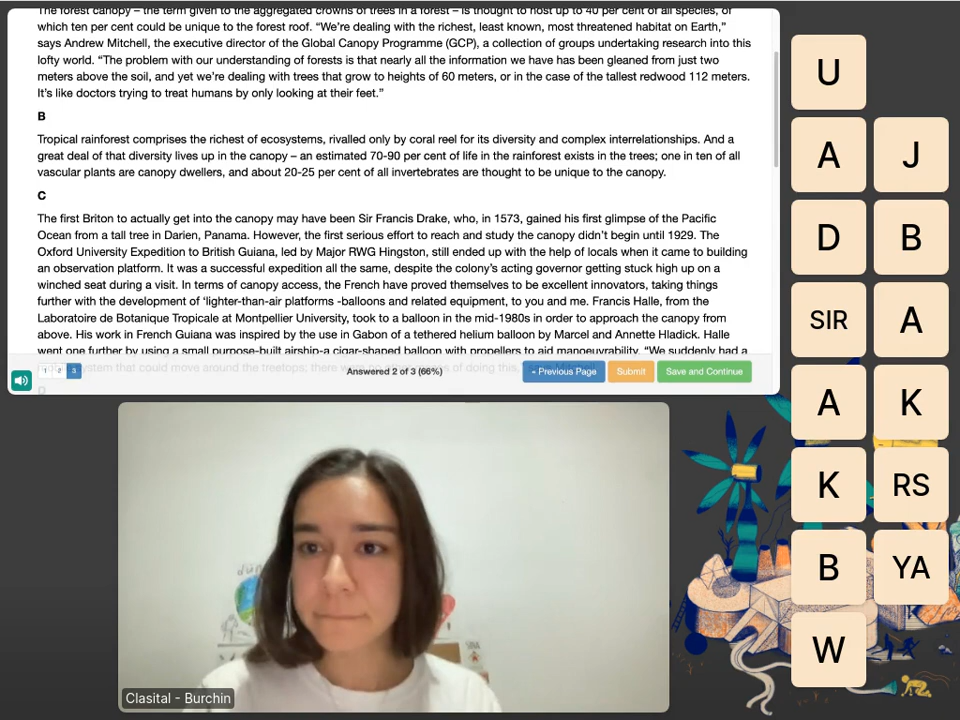 The forest canopy – the term given to the aggregated crowns of trees in a forest – is thought to host up to 40 per cent of all species, of
which ten per cent could be unique to the forest roof. “We’re dealing with the richest, least known, most threatened habitat on Earth,”
says Andrew Mitchell, the executive director of the Global Canopy Programme (GCP), a collection of groups undertaking research into this
lofty world. “The problem with our understanding of forests is that nearly all the information we have has been gleaned from just two
meters above the soil, and yet we’re dealing with trees that grow to heights of 60 meters, or in the case of the tallest redwood 112 meters.
It’s like doctors trying to treat humans by only looking at their feet.”
B
Tropical rainforest comprises the richest of ecosystems, rivalled only by coral reel for its diversity and complex interrelationships. And a
great deal of that diversity lives up in the canopy – an estimated 70-90 per cent of life in the rainforest exists in the trees; one in ten of all
vascular plants are canopy dwellers, and about 20-25 per cent of all invertebrates are thought to be unique to the canopy.
C
The first Briton to actually get into the canopy may have been Sir Francis Drake, who, in 1573, gained his first glimpse of the Pacific
Ocean from a tall tree in Darien, Panama. However, the first serious effort to reach and study the canopy didn’t begin until 1929. The
Oxford University Expedition to British Guiana, led by Major RWG Hingston, still ended up with the help of locals when it came to building
an observation platform. It was a successful expedition all the same, despite the colony’s acting governor getting stuck high up on a
winched seat during a visit. In terms of canopy access, the French have proved themselves to be excellent innovators, taking things
further with the development of ‘lighter-than-air platforms -balloons and related equipment, to you and me. Francis Halle, from the
Laboratoire de Botanique Tropicale at Montpellier University, took to a balloon in the mid-1980s in order to approach the canopy from
above. His work in French Guiana was inspired by the use in Gabon of a tethered helium balloon by Marcel and Annette Hladick. Halle
went one further by using a small purpose-built airship-a cigar-shaped balloon with propellers to aid manoeuvrability. “We suddenly had a
system that could move around the treetops; there of doing this,
1 2 3
Answered 2 of 3 (66%)
« Previous Page
Submit
Save and Continue
Clasital - Burchin
U
A J
D B
SIR A
A K
K RS
B YA
W